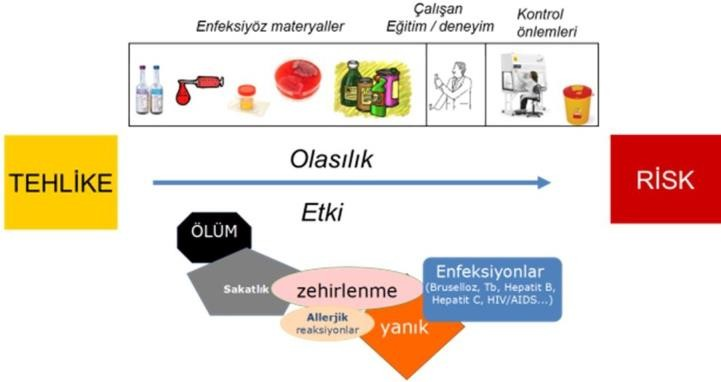 Enfeksiyöz materyaller
Çalışan
Eğitim / deneyim
Kontrol
önlemleri
TEHLİKE
Olasılık
Etki
RİSK
ÖLÜM
Sakatlık
zehirlenme
Enfeksiyonlar
(Bruselloz, Tb, Hepatit B,
Hepatit C, HIV/AIDS...)
Allerjik
reaksiyonlar
yanık